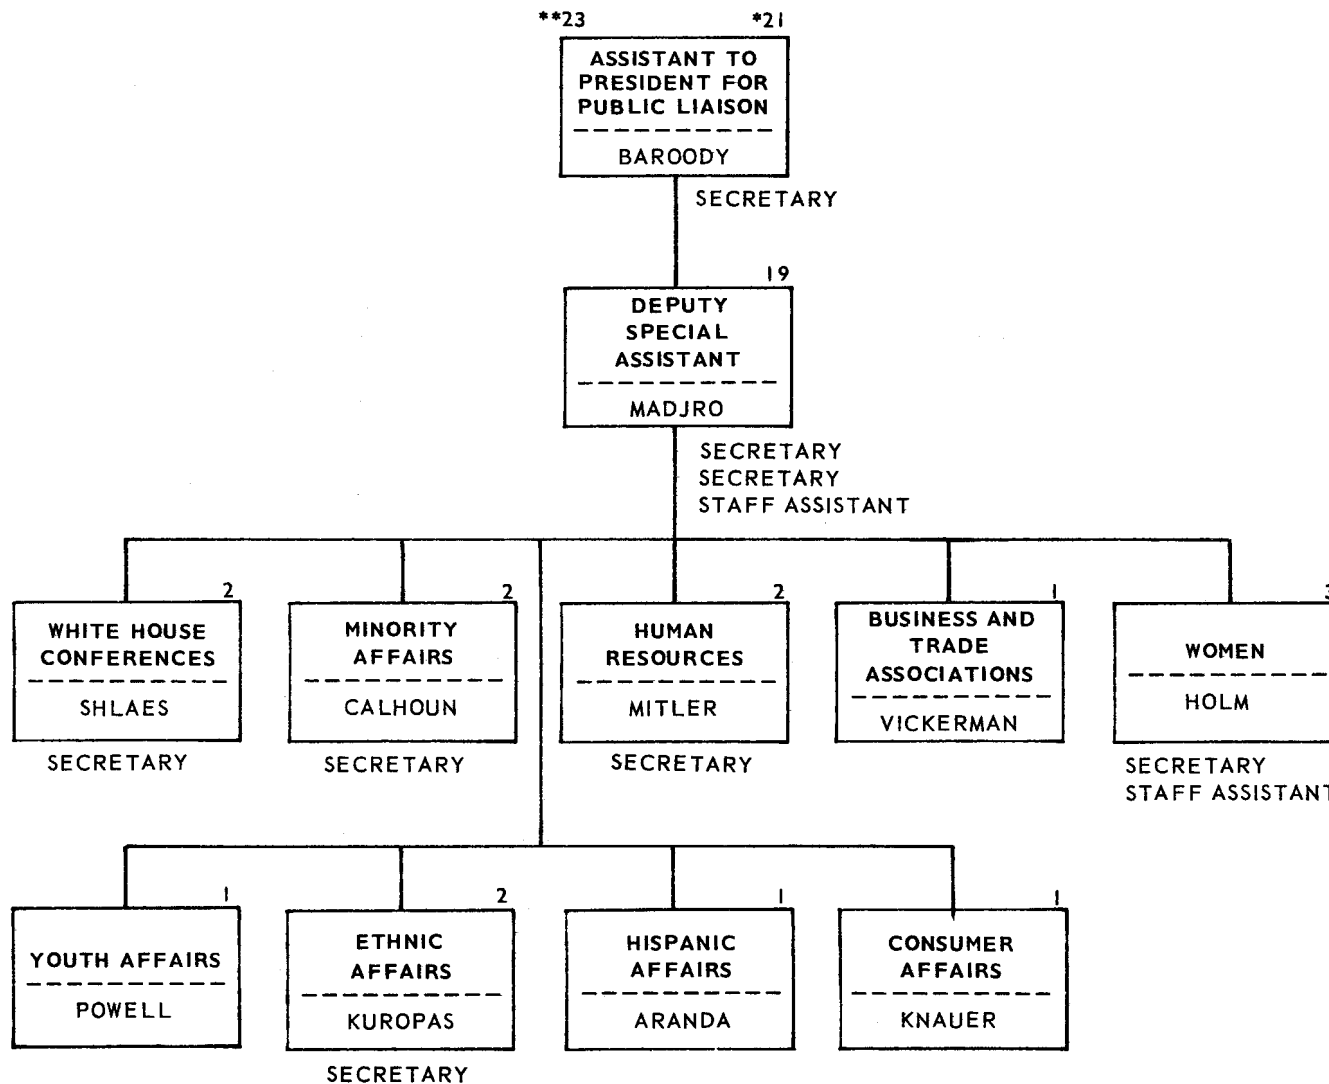 **23 *21
ASSISTANT TO
PRESIDENT FOR
PUBLIC LIAISON
BAROODY
SECRETARY
19
DEPUTY
SPECIAL
ASSISTANT
MADJRO
SECRETARY
SECRETARY
STAFF ASSISTANT
2
WHITE HOUSE
CONFERENCES
SHLAES
SECRETARY
2
MINORITY
AFFAIRS
CALHOUN
SECRETARY
2
HUMAN
RESOURCES
MITLER
SECRETARY
1
BUSINESS AND
TRADE
ASSOCIATIONS
VICKERMAN
3
WOMEN
HOLM
SECRETARY
STAFF ASSISTANT
1
YOUTH AFFAIRS
POWELL
2
ETHNIC
AFFAIRS
KUROPAS
SECRETARY
1
HISPANIC
AFFAIRS
ARANDA
1
CONSUMER
AFFAIRS
KNAUER